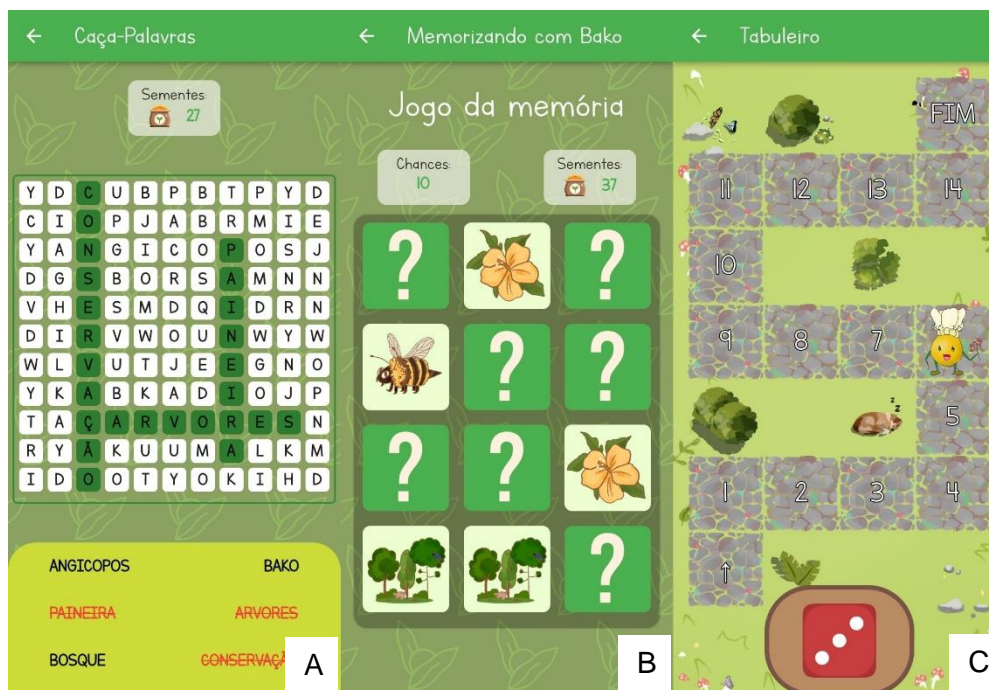 Caça-Palavras
Sementes:
27
Y D C U B P B T P Y D
C I O P J A B R M I E
Y A N G I C O P O S J
D G S B O R S A M N N
V H E S M D Q I D R N
D I R V W O U N W Y W
W L V U T J E E G N O
Y K A B K A D I O J P
T A Ç A R V O R E S N
R Y Ã K U U M A L K M
I D O O T Y O K I H D
ANGICOPOS BAKO
PAINEIRA ARVORES
BOSQUE CONSERVAÇÃ
A
Memorizando com Bako
Jogo da memória
Chances:
10
Sementes:
37
? ?
? ?
? ?
?
B
Tabuleiro
FIM
11 12 13 14
10
9 8 7
z z
5
1 2 3 4
↑
C